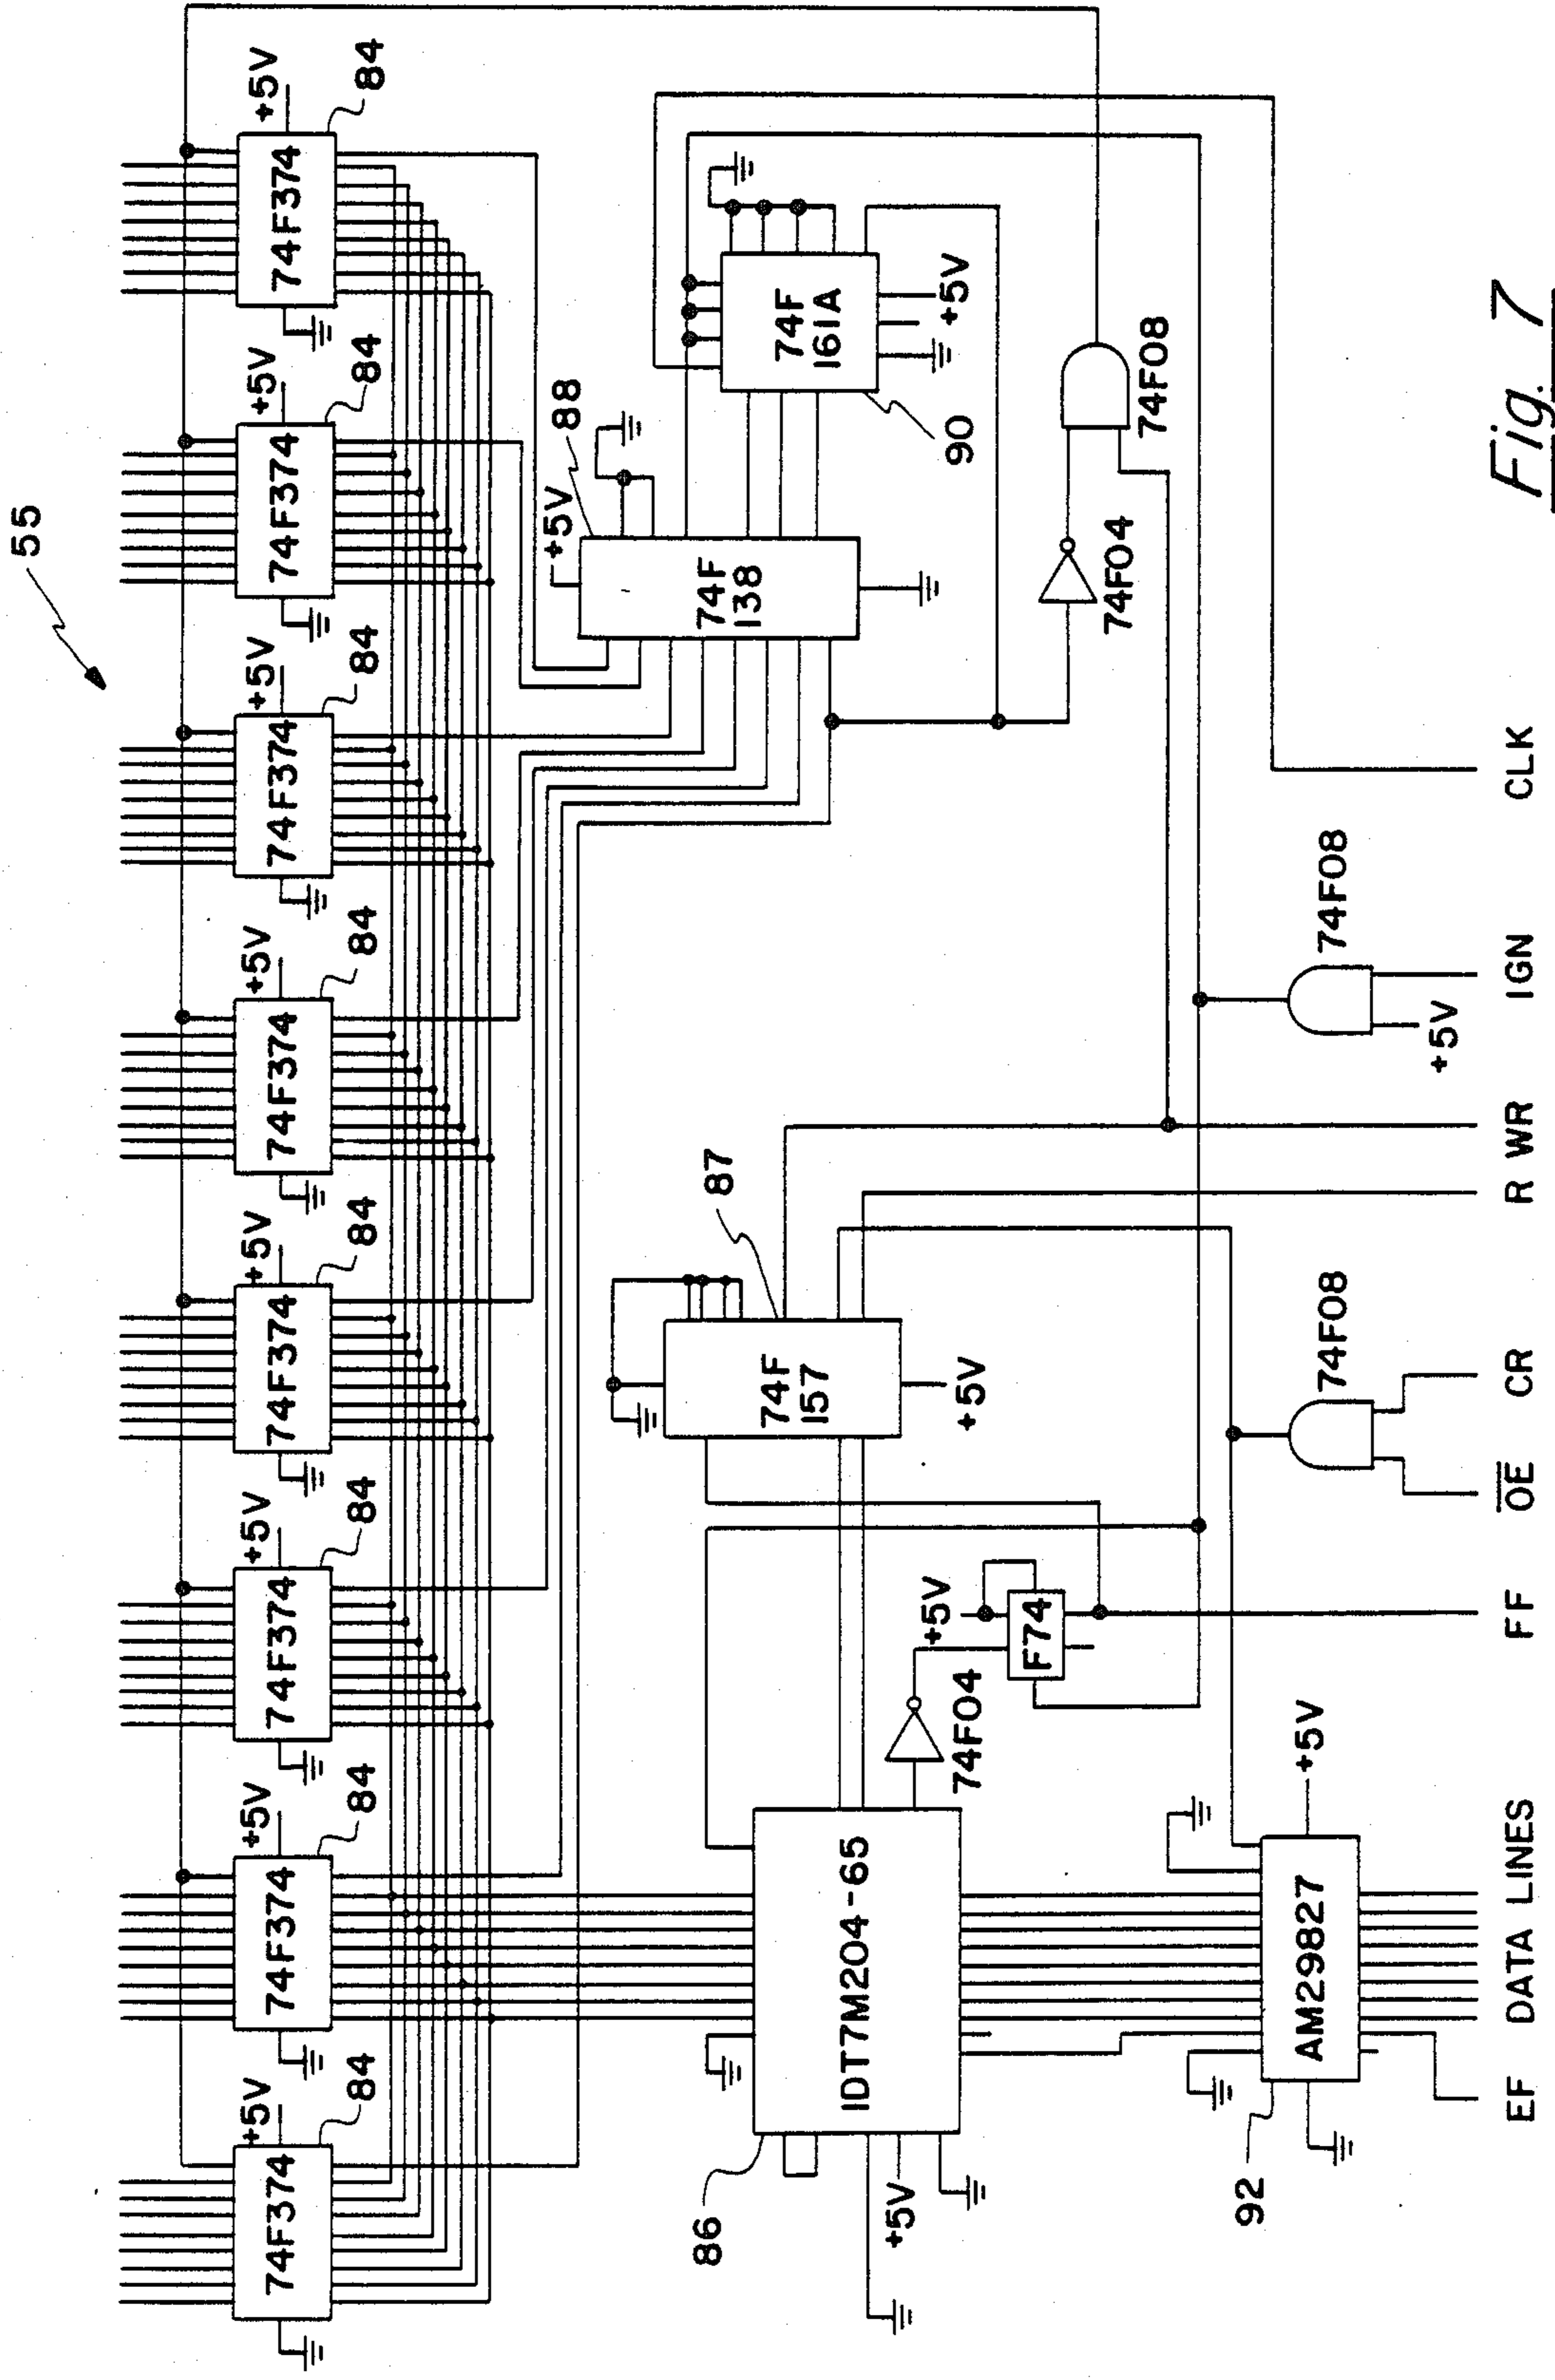 55
+5V +5V +5V +5V +5V +5V +5V +5V
74F374 74F374 74F374 74F374 74F374 74F374 74F374 74F374
84 84 84 84 84 84 84 84
+5V 88
86 87
74F
138
74F
157
74F
161A
IDT7M204-65
+5V
+5V
90
+5V
+5V
74F04
F74
74F04
74F08
92
AM29827
+5V
74F08
74F08
+5V
EF DATA LINES FF OE CR R WR IGN CLK
Fig. 7